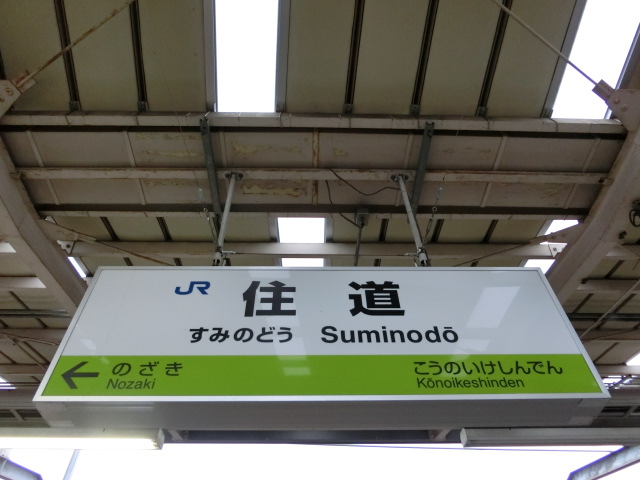 JR 住道
すみのどう Suminodō
← のざき こうのいけしんでん
Nozaki Kōnoikeshinden